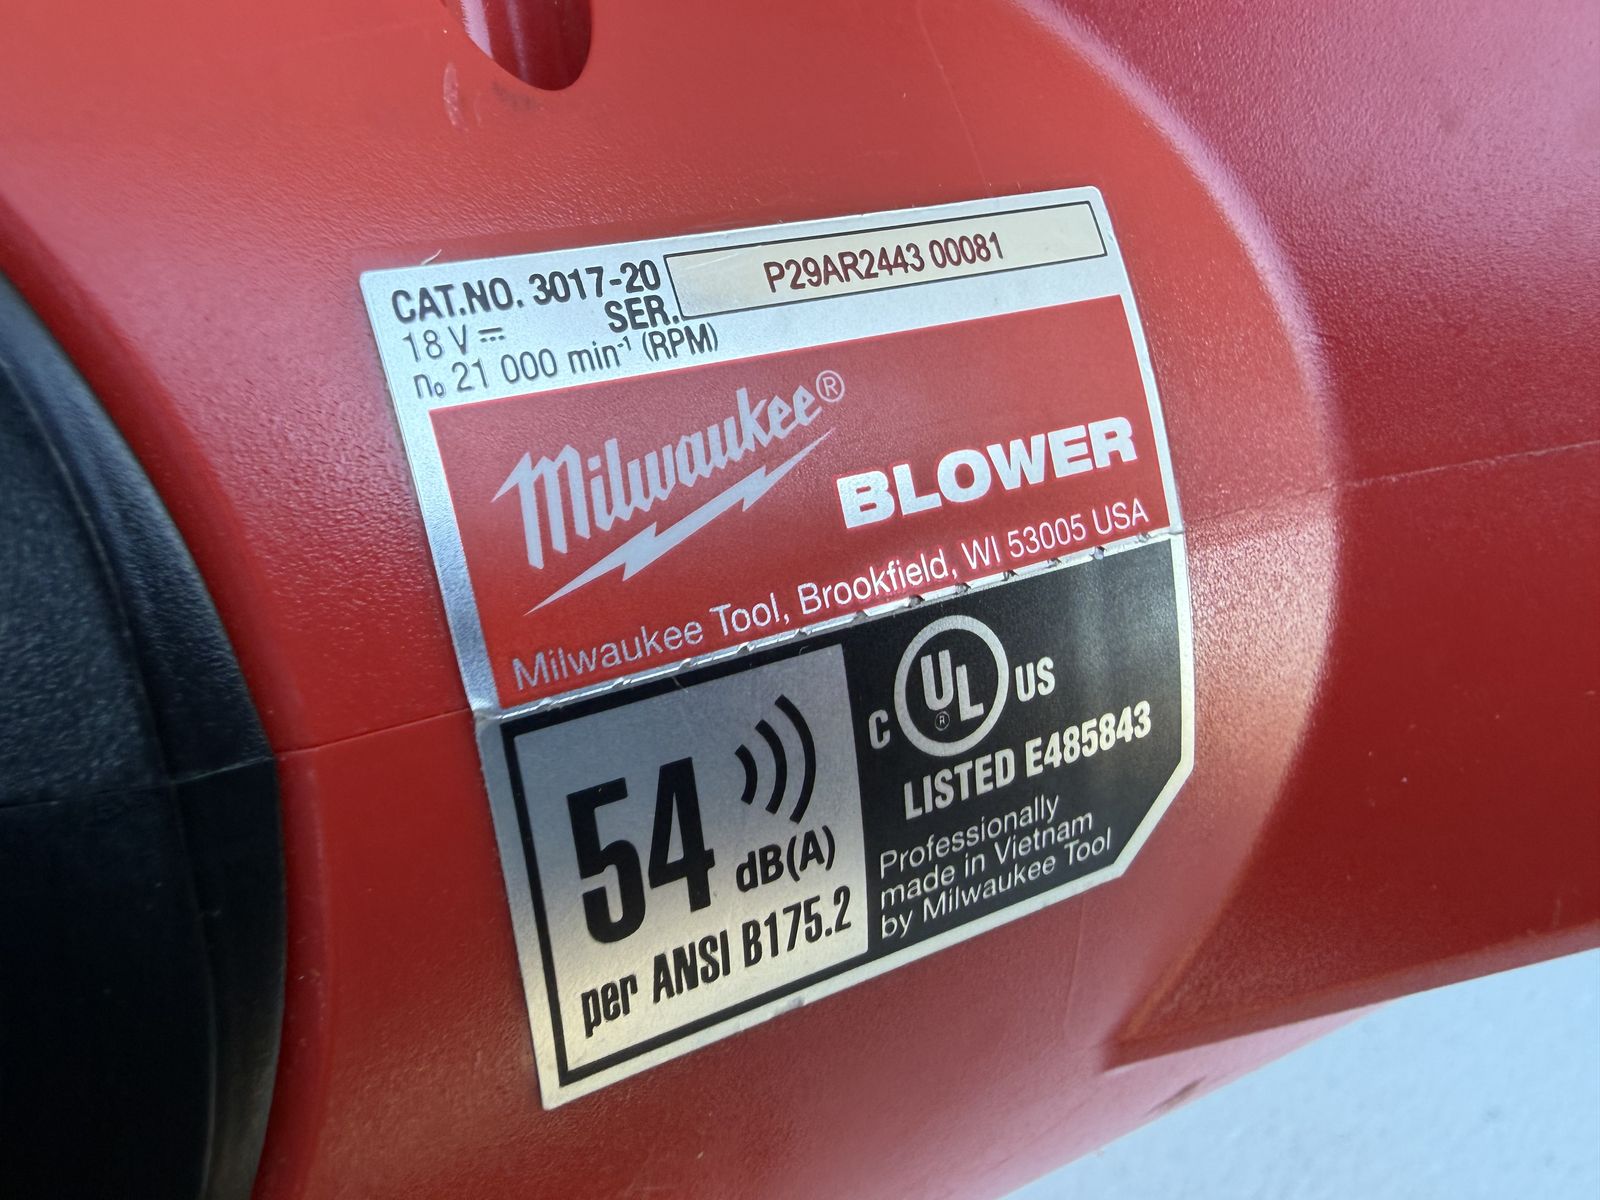 CAT.NO. 3017-20
SER. P29AR2443 00081
18 V ⎓
n₀ 21 000 min⁻¹ (RPM)
Milwaukee®
BLOWER
Milwaukee Tool, Brookfield, WI 53005 USA
54 dB(A)
per ANSI B175.2
C UL® US
LISTED E485843
Professionally
made in Vietnam
by Milwaukee Tool